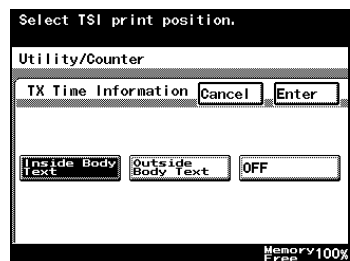 Select TSI print position.
Utility/Counter
TX Time Information Cancel Enter
Inside Body Text Outside Body Text OFF
Memory Free 100%